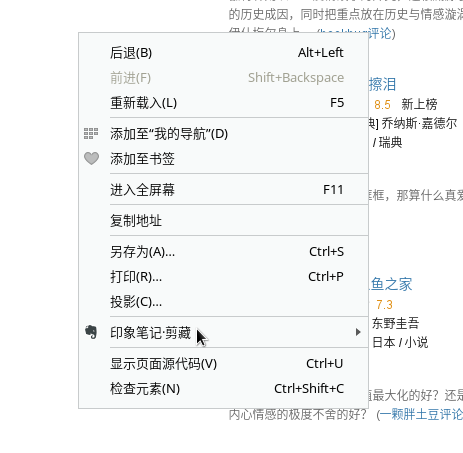 的历史成因，同时把重点放在历史与情感漩涡
评论)
后退(B) Alt+Left
前进(F) Shift+Backspace
重新载入(L) F5
添加至“我的导航”(D)
添加至书签
进入全屏幕 F11
复制地址
另存为(A)... Ctrl+S
打印(R)... Ctrl+P
投影(C)...
印象笔记·剪藏
显示页面源代码(V) Ctrl+U
检查元素(N) Ctrl+Shift+C
擦泪
8.5 新上榜
典] 乔纳斯·嘉德尔
/ 瑞典
框，那算什么真爱
鱼之家
7.3
东野圭吾
日本 / 小说
最大化的好？还是
内心情感的极度不舍的好？ (一颗胖土豆评论